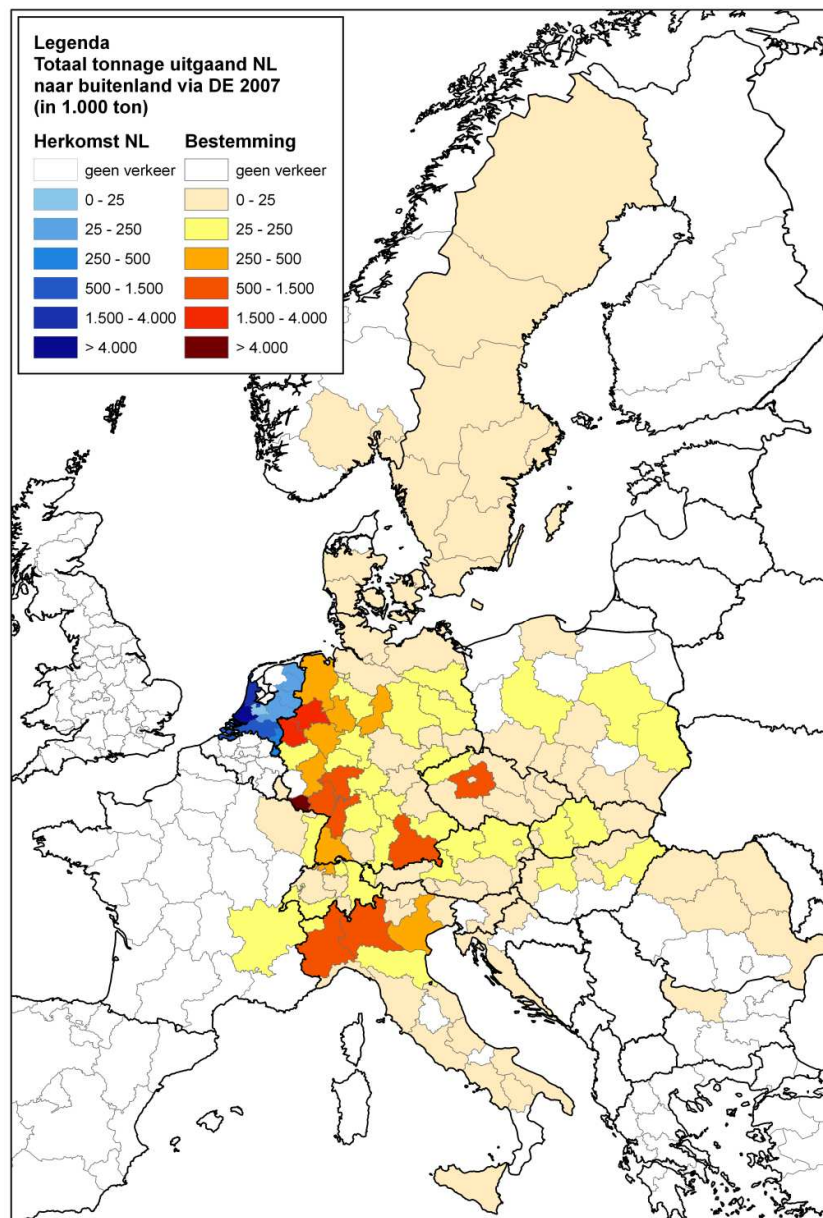 Legenda
Totaal tonnage uitgaand NL
naar buitenland via DE 2007
(in 1.000 ton)
Herkomst NL Bestemming
geen verkeer geen verkeer
0 - 25 0 - 25
25 - 250 25 - 250
250 - 500 250 - 500
500 - 1.500 500 - 1.500
1.500 - 4.000 1.500 - 4.000
> 4.000 > 4.000